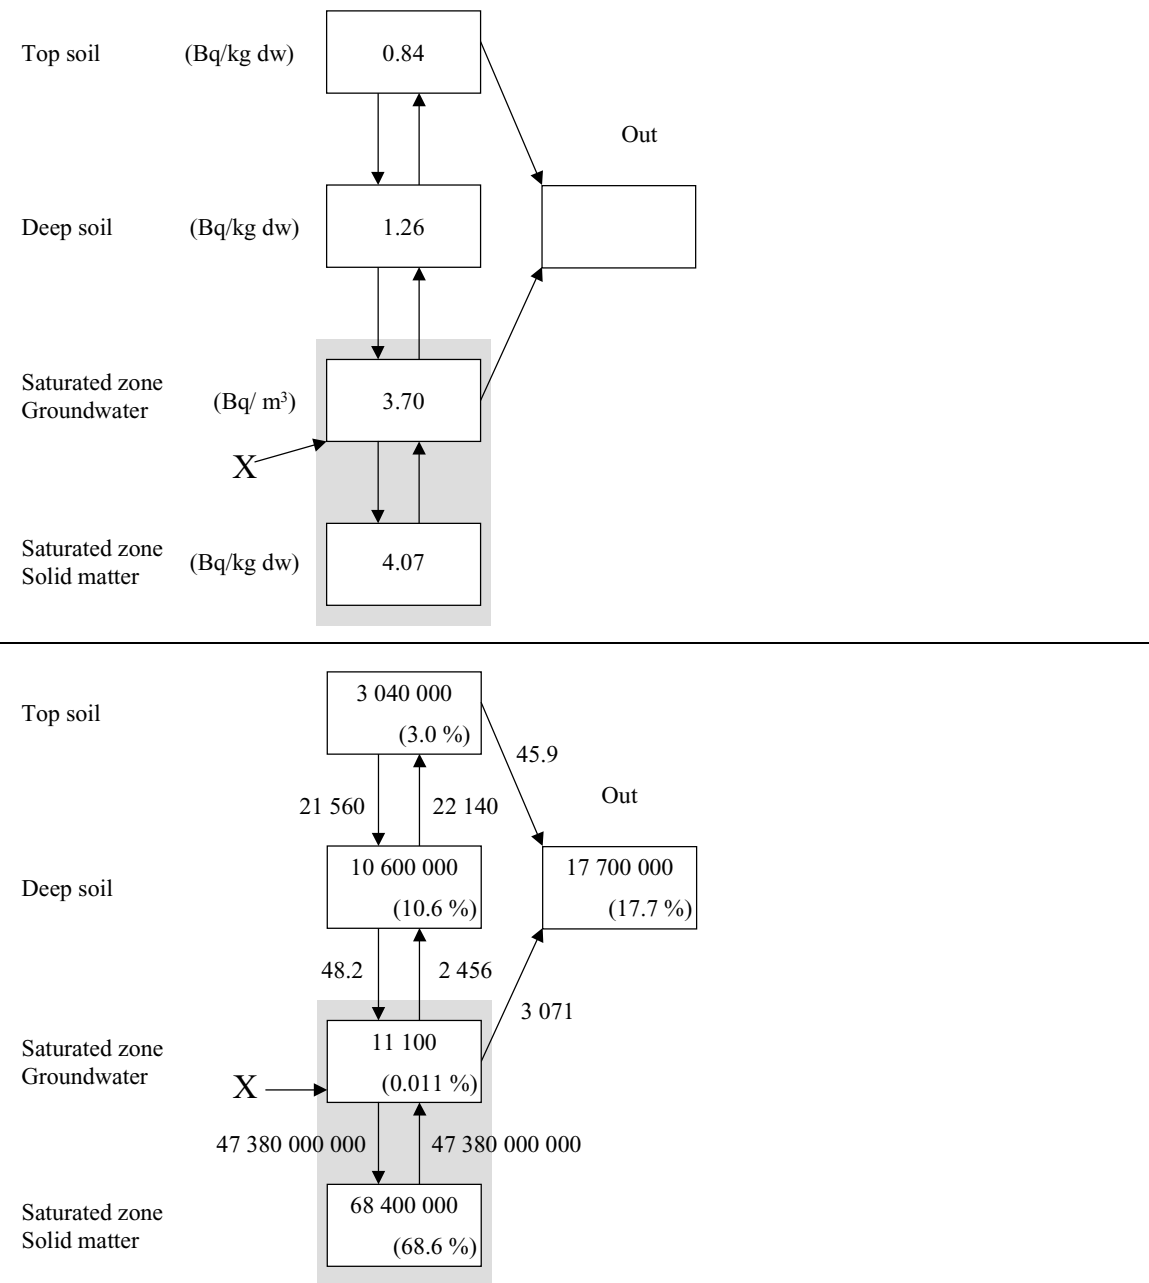 Top soil (Bq/kg dw) 0.84
Out
Deep soil (Bq/kg dw) 1.26
Saturated zone
Groundwater (Bq/ m³) 3.70
X
Saturated zone
Solid matter (Bq/kg dw) 4.07
Top soil 3 040 000
(3.0 %)
45.9
21 560 22 140 Out
Deep soil 10 600 000 17 700 000
(10.6 %) (17.7 %)
48.2 2 456
3 071
Saturated zone
Groundwater 11 100
X (0.011 %)
47 380 000 000 47 380 000 000
Saturated zone
Solid matter 68 400 000
(68.6 %)